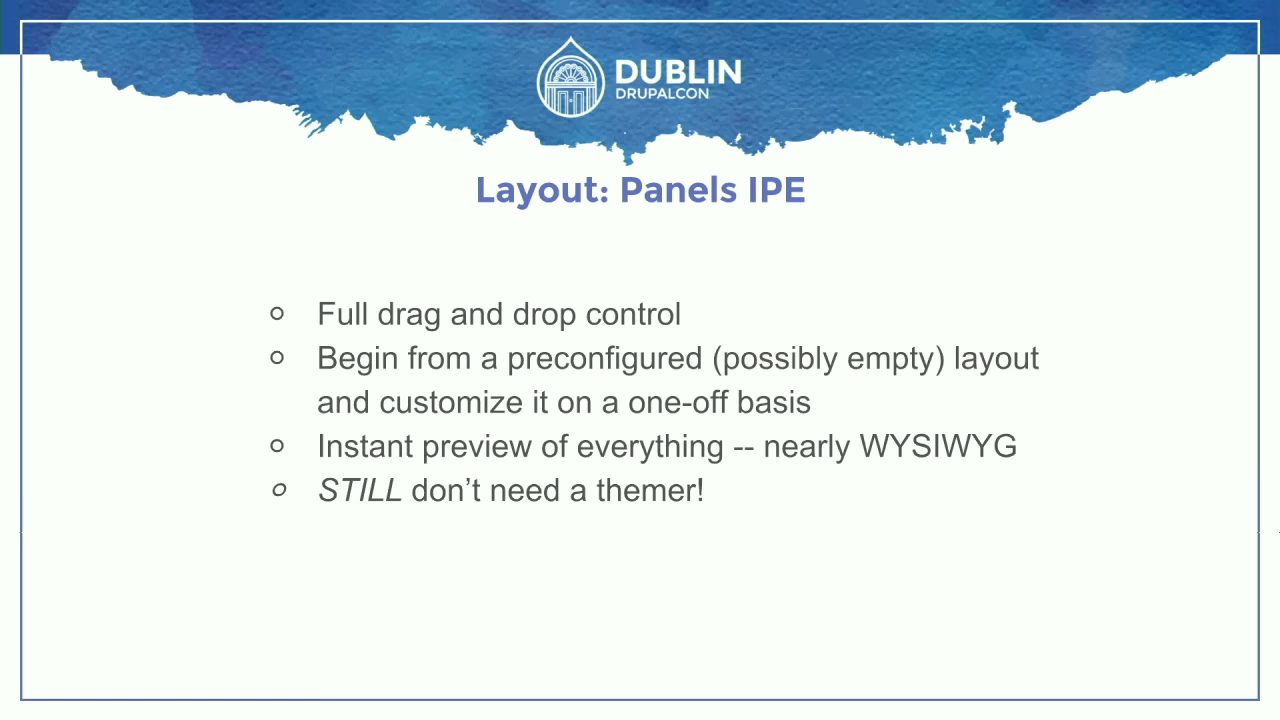 DUBLIN
DRUPALCON
Layout: Panels IPE
Full drag and drop control
Begin from a preconfigured (possibly empty) layout
and customize it on a one-off basis
Instant preview of everything -- nearly WYSIWYG
STILL don’t need a themer!